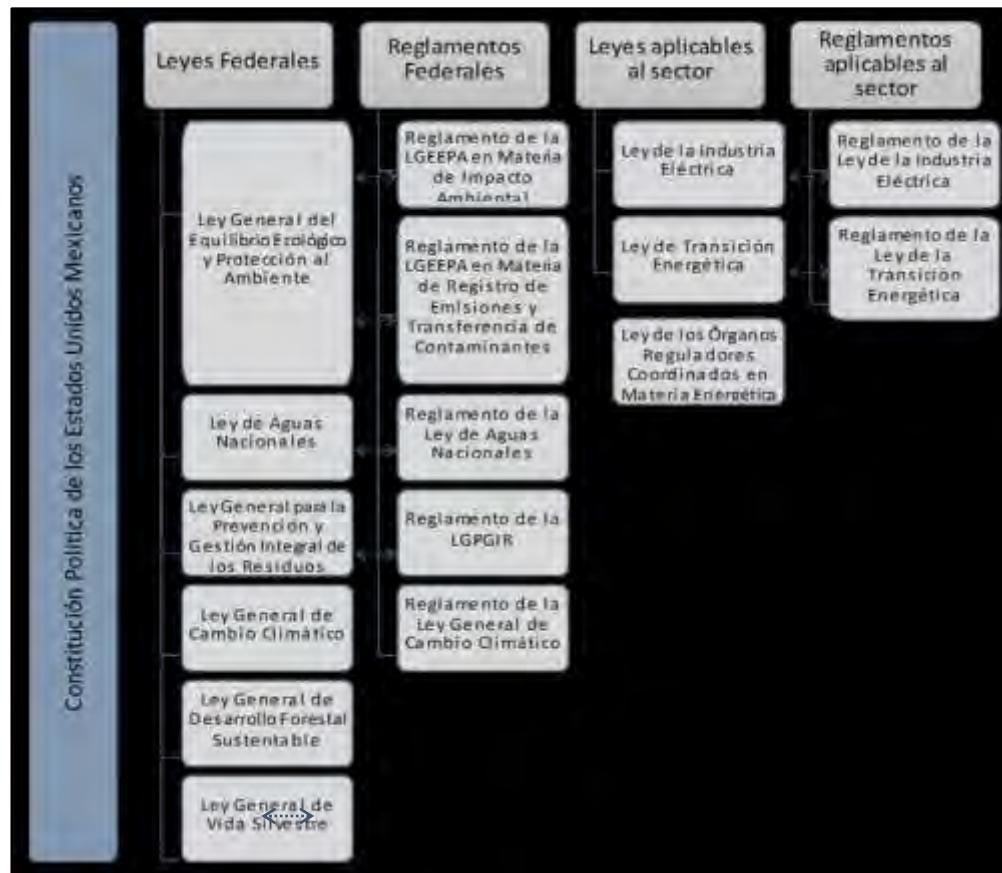 Constitución Política de los Estados Unidos Mexicanos
Leyes Federales
Ley General del
Equilibrio Ecológico
y Protección al
Ambiente
Ley de Aguas
Nacionales
Ley General para la
Prevención y
Gestión Integral de
los Residuos
Ley General de
Cambio Climático
Ley General de
Desarrollo Forestal
Sustentable
Ley General de
Vida Silvestre
Reglamentos
Federales
Reglamento de la
LGEEPA en Materia
de Impacto
Ambiental
Reglamento de la
LGEEPA en Materia
de Registro de
Emisiones y
Transferencia de
Contaminantes
Reglamento de la
Ley de Aguas
Nacionales
Reglamento de la
LGPGIR
Reglamento de la
Ley General de
Cambio Climático
Leyes aplicables
al sector
Ley de la Industria
Eléctrica
Ley de Transición
Energética
Ley de los Órganos
Reguladores
Coordinados en
Materia Energética
Reglamentos
aplicables al
sector
Reglamento de la
Ley de la Industria
Eléctrica
Reglamento de la
Ley de la
Transición
Energética